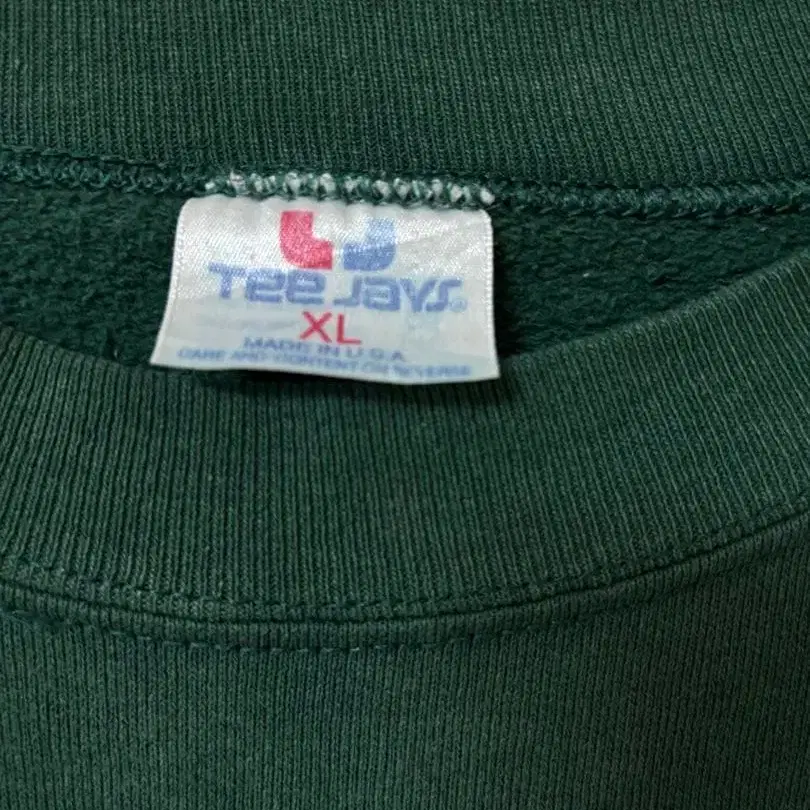 Tee Jays®
XL
MADE IN U.S.A.
CARE AND CONTENT ON REVERSE